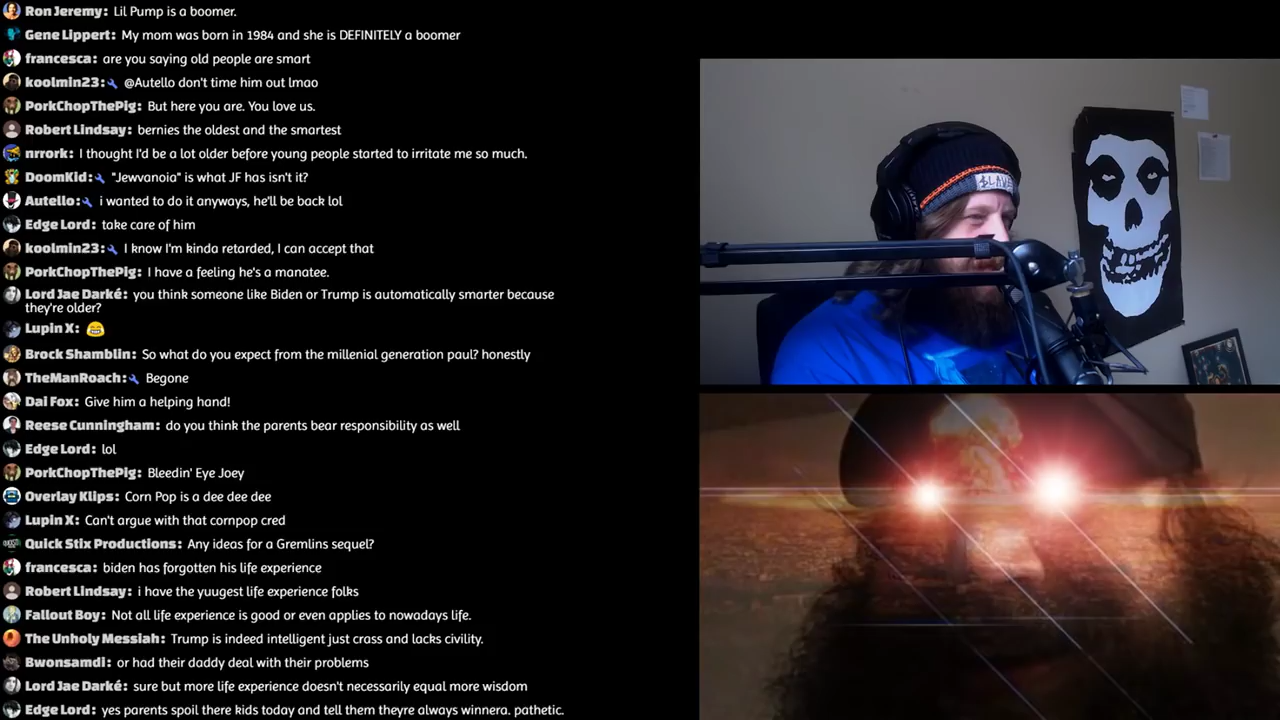 Ron Jeremy: Lil Pump is a boomer.
Gene Lippert: My mom was born in 1984 and she is DEFINITELY a boomer
francesca: are you saying old people are smart
koolmin23: @Autello don't time him out lmao
PorkChopThePig: But here you are. You love us.
Robert Lindsay: bernies the oldest and the smartest
nrrork: I thought I'd be a lot older before young people started to irritate me so much.
DoomKid: "Jewvanoia" is what JF has isn't it?
Autello: i wanted to do it anyways, he'll be back lol
Edge Lord: take care of him
koolmin23: I know I'm kinda retarded, I can accept that
PorkChopThePig: I have a feeling he's a manatee.
Lord Jae Darké: you think someone like Biden or Trump is automatically smarter because
they're older?
Lupin X: 😂
Brock Shamblin: So what do you expect from the millenial generation paul? honestly
TheManRoach: Begone
Dai Fox: Give him a helping hand!
Reese Cunningham: do you think the parents bear responsibility as well
Edge Lord: lol
PorkChopThePig: Bleedin' Eye Joey
Overlay Klips: Corn Pop is a dee dee dee
Lupin X: Can't argue with that cornpop cred
Quick Stix Productions: Any ideas for a Gremlins sequel?
francesca: biden has forgotten his life experience
Robert Lindsay: i have the yuugest life experience folks
Fallout Boy: Not all life experience is good or even applies to nowadays life.
The Unholy Messiah: Trump is indeed intelligent just crass and lacks civility.
Bwonsamdi: or had their daddy deal with their problems
Lord Jae Darké: sure but more life experience doesn't necessarily equal more wisdom
Edge Lord: yes parents spoil there kids today and tell them theyre always winnera. pathetic.